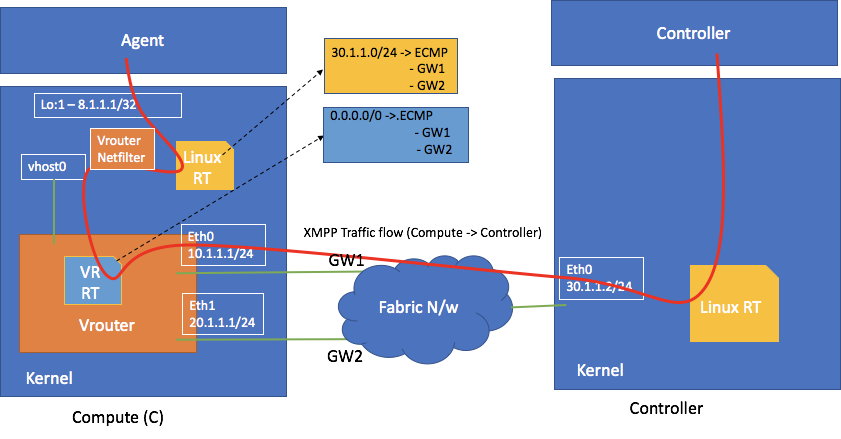 Agent
Controller
30.1.1.0/24 -> ECMP
- GW1
- GW2
Lo:1 – 8.1.1.1/32
0.0.0.0/0 ->.ECMP
- GW1
- GW2
Vrouter
Netfilter
Linux
RT
vhost0
Eth0
10.1.1.1/24
XMPP Traffic flow (Compute -> Controller)
GW1
VR
RT
Eth1
20.1.1.1/24
Vrouter
GW2
Fabric N/w
Eth0
30.1.1.2/24
Linux RT
Kernel
Kernel
Compute (C)
Controller